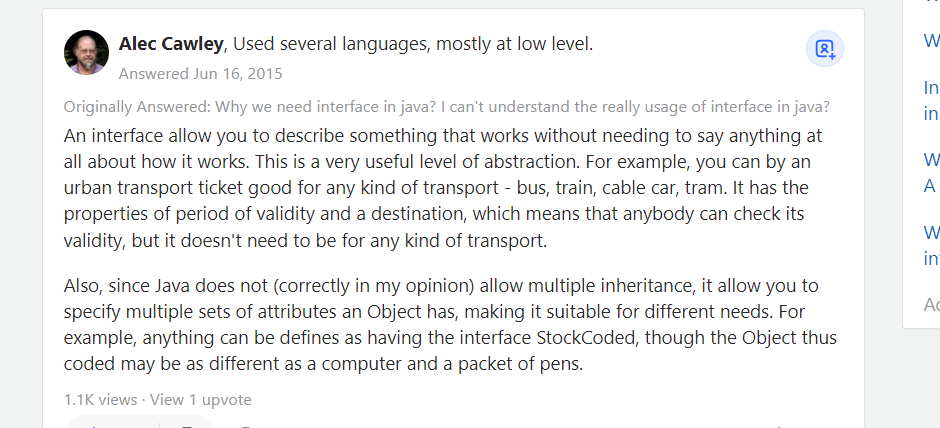 Alec Cawley, Used several languages, mostly at low level.
Answered Jun 16, 2015
Originally Answered: Why we need interface in java? I can't understand the really usage of interface in java?
An interface allow you to describe something that works without needing to say anything at
all about how it works. This is a very useful level of abstraction. For example, you can by an
urban transport ticket good for any kind of transport - bus, train, cable car, tram. It has the
properties of period of validity and a destination, which means that anybody can check its
validity, but it doesn't need to be for any kind of transport.
Also, since Java does not (correctly in my opinion) allow multiple inheritance, it allow you to
specify multiple sets of attributes an Object has, making it suitable for different needs. For
example, anything can be defines as having the interface StockCoded, though the Object thus
coded may be as different as a computer and a packet of pens.
1.1K views · View 1 upvote
W
In
in
W
A
W
in